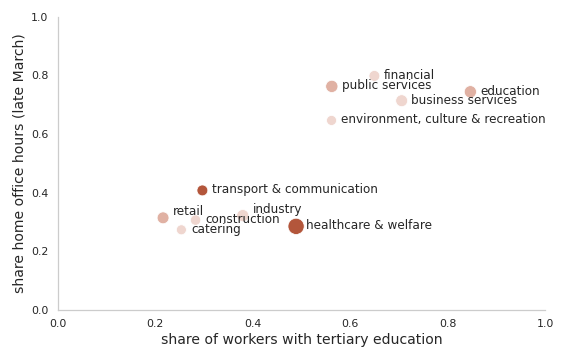 1.0
financial
0.8
public services
education
business services
environment, culture & recreation
0.6
0.4
transport & communication
retail
industry
construction
healthcare & welfare
catering
0.2
0.0
share home office hours (late March)
0.0
0.2
0.4
0.6
0.8
1.0
share of workers with tertiary education